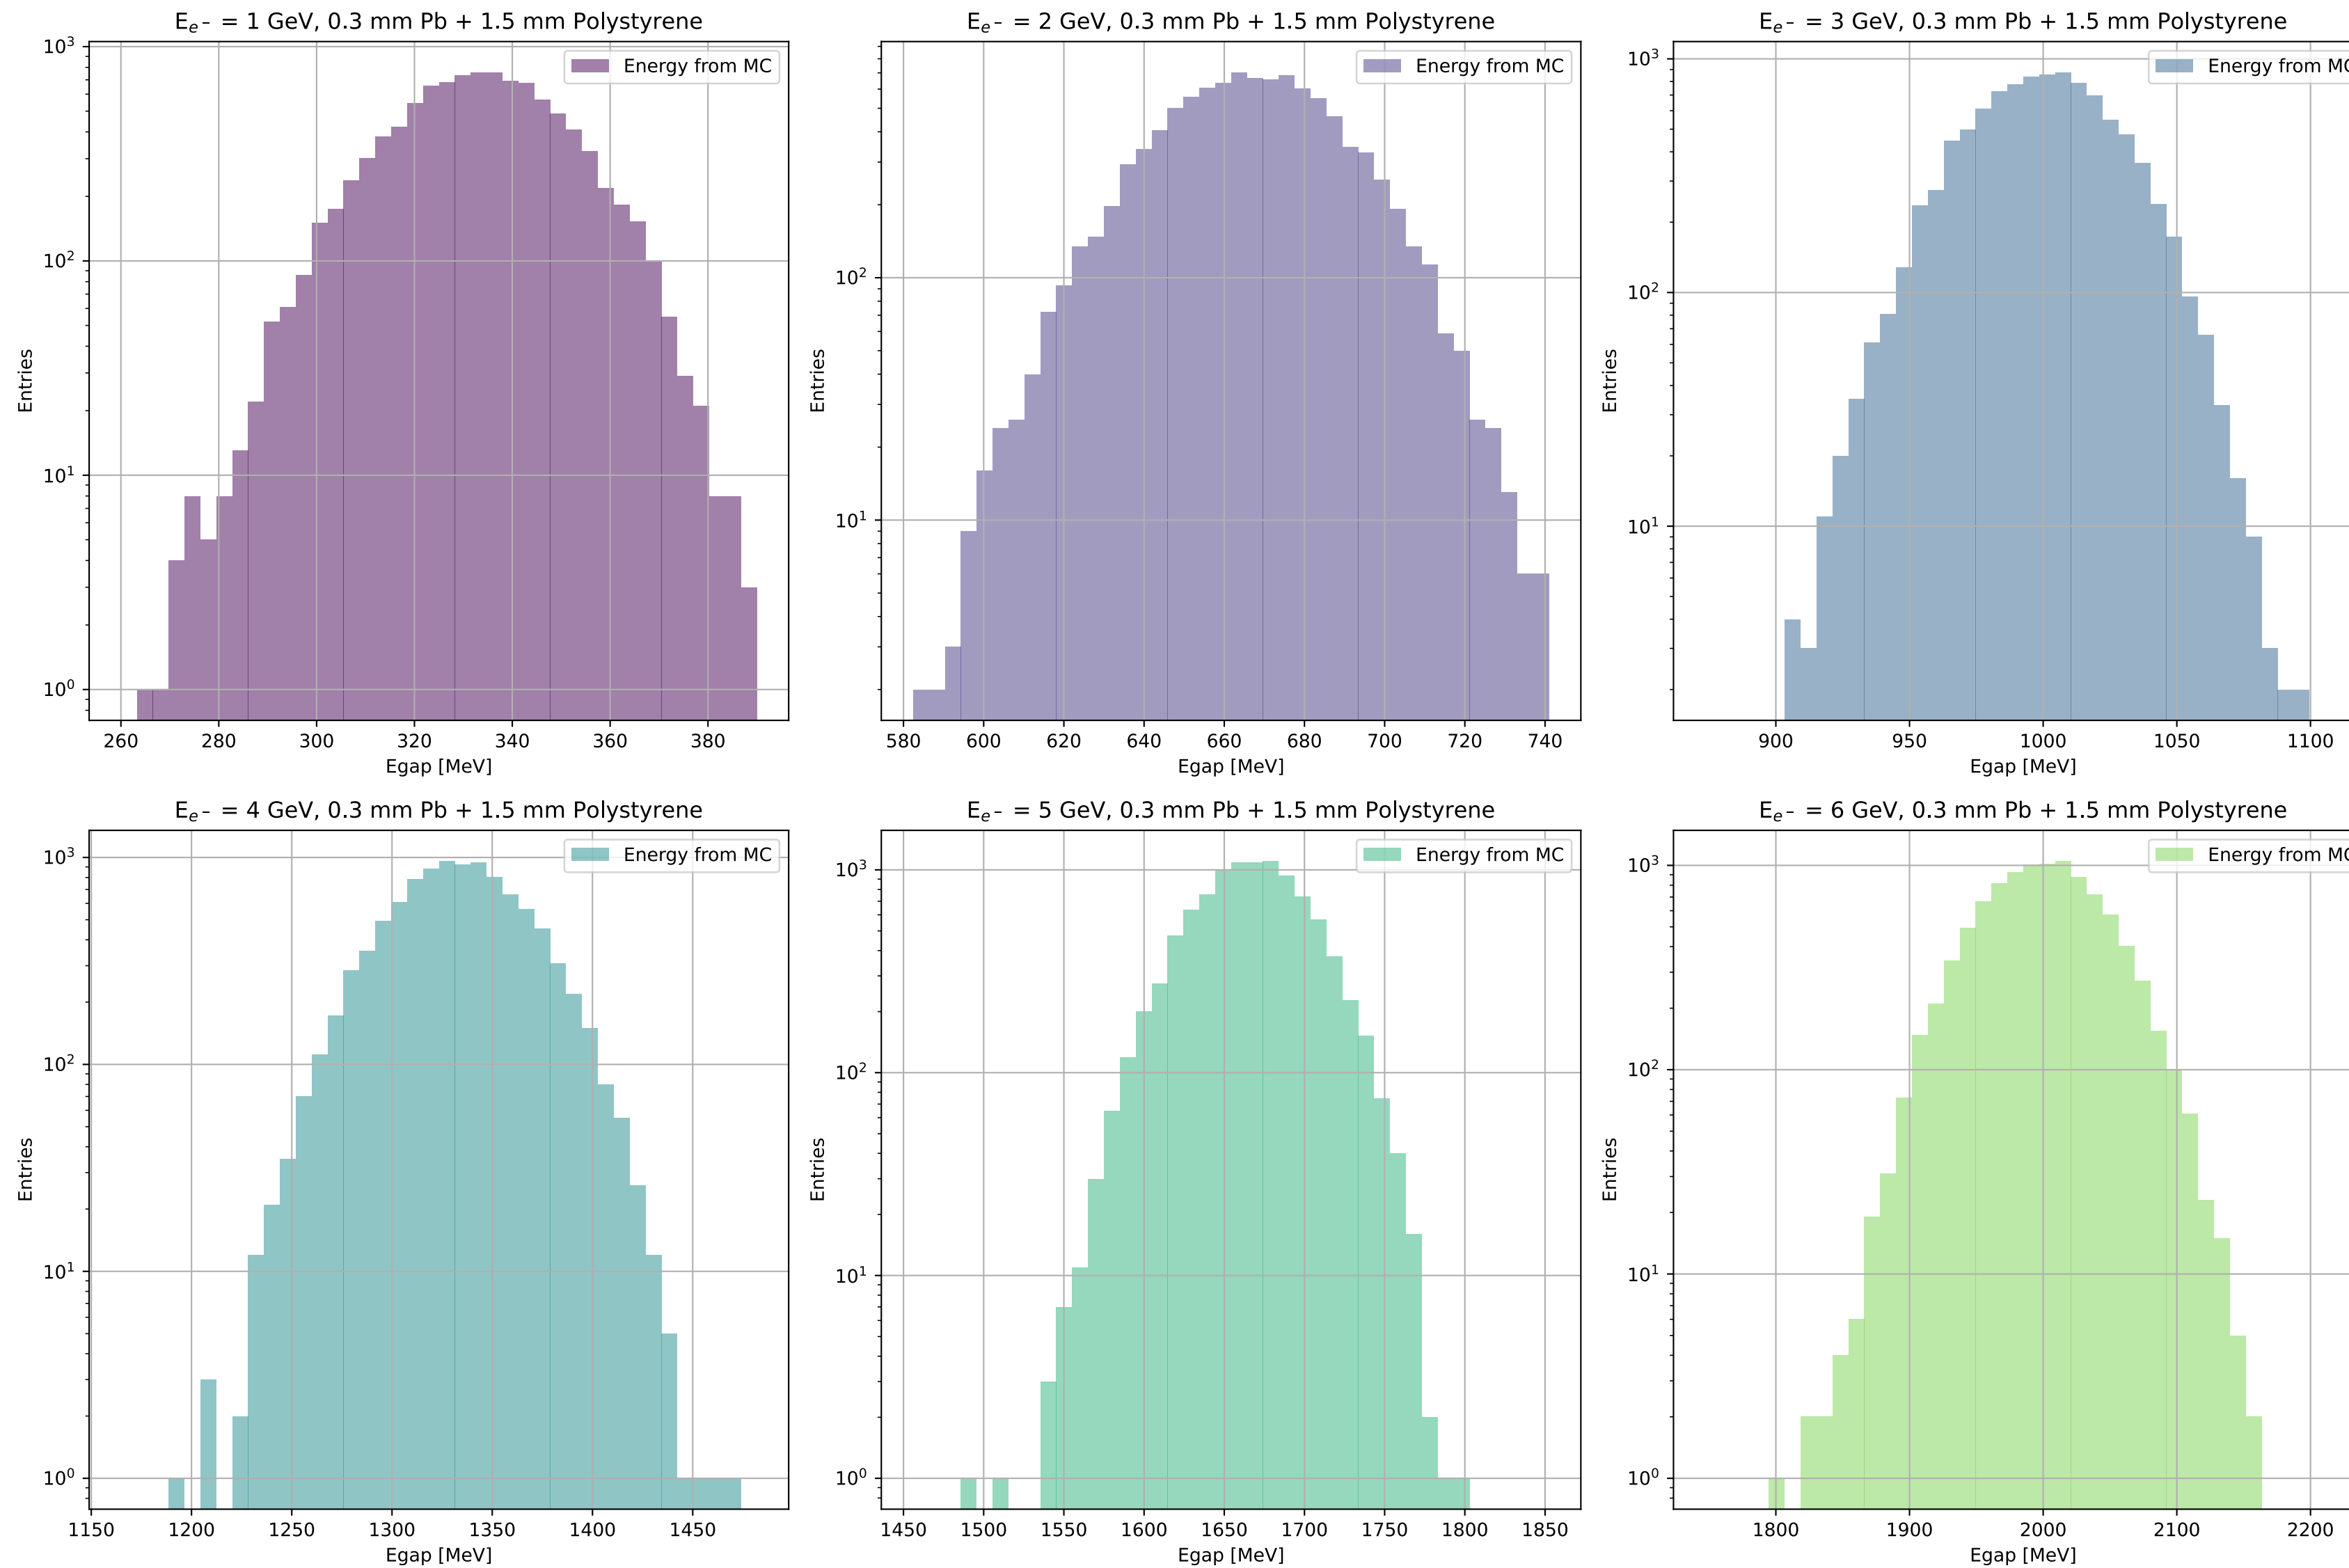 E_e⁻ = 1 GeV, 0.3 mm Pb + 1.5 mm Polystyrene
Energy from MC
10³
10²
10¹
10⁰
Entries
260 280 300 320 340 360 380
Egap [MeV]
E_e⁻ = 2 GeV, 0.3 mm Pb + 1.5 mm Polystyrene
Energy from MC
10²
10¹
Entries
580 600 620 640 660 680 700 720 740
Egap [MeV]
E_e⁻ = 3 GeV, 0.3 mm Pb + 1.5 mm Polystyrene
Energy from MC
10³
10²
10¹
Entries
900 950 1000 1050 1100
Egap [MeV]
E_e⁻ = 4 GeV, 0.3 mm Pb + 1.5 mm Polystyrene
Energy from MC
10³
10²
10¹
10⁰
Entries
1150 1200 1250 1300 1350 1400 1450
Egap [MeV]
E_e⁻ = 5 GeV, 0.3 mm Pb + 1.5 mm Polystyrene
Energy from MC
10³
10²
10¹
10⁰
Entries
1450 1500 1550 1600 1650 1700 1750 1800 1850
Egap [MeV]
E_e⁻ = 6 GeV, 0.3 mm Pb + 1.5 mm Polystyrene
Energy from MC
10³
10²
10¹
10⁰
Entries
1800 1900 2000 2100 2200
Egap [MeV]